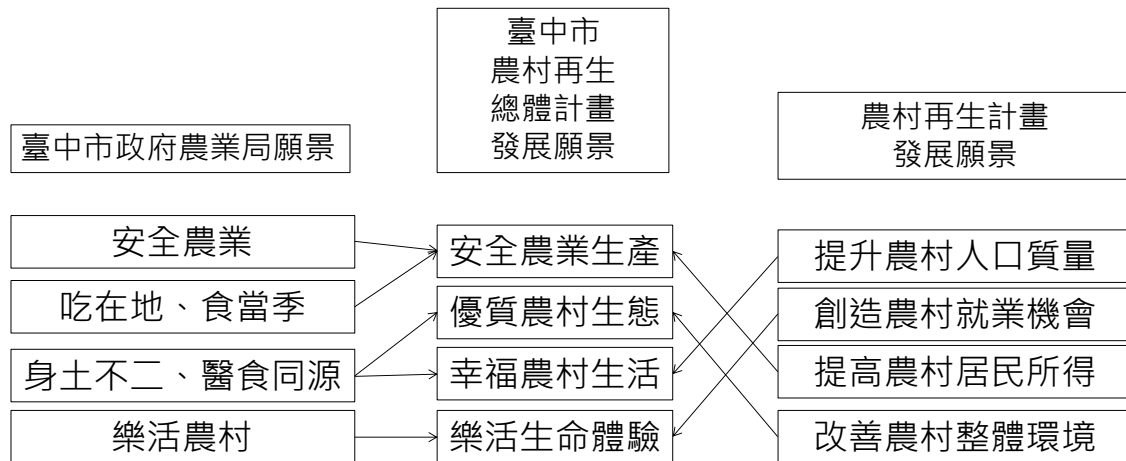 臺中市
農村再生
總體計畫
發展願景
臺中市政府農業局願景
農村再生計畫
發展願景
安全農業
吃在地、食當季
身土不二、醫食同源
樂活農村
安全農業生產
優質農村生態
幸福農村生活
樂活生命體驗
提升農村人口質量
創造農村就業機會
提高農村居民所得
改善農村整體環境